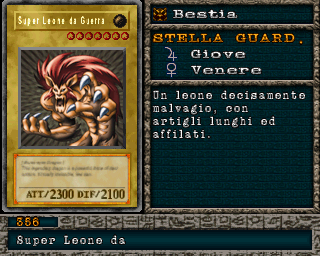 Super Leone da Guerra
ATT/2300 DIF/2100
Bestia
STELLA GUARD.
♃ Giove
♀ Venere
Un leone decisamente
malvagio, con
artigli lunghi ed
affilati.
356
Super Leone da